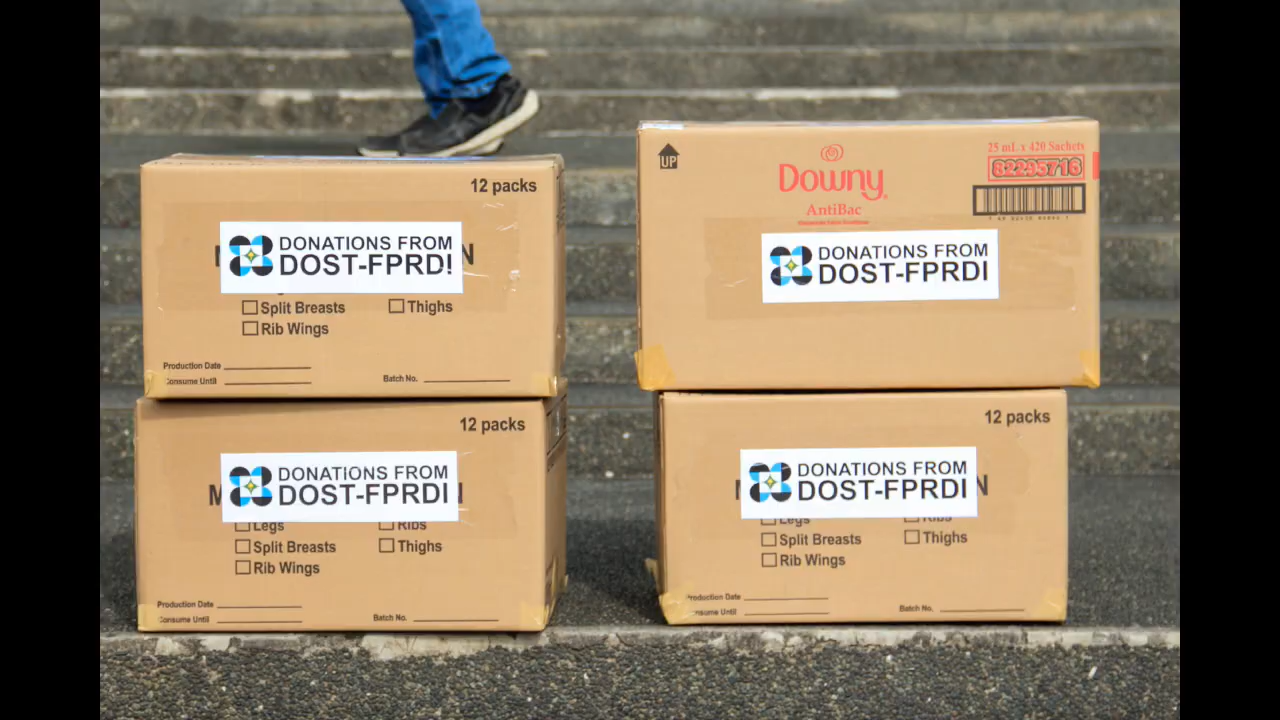 12 packs
DONATIONS FROM
DOST-FPRDI
Split Breasts
Thighs
Rib Wings
Production Date
Consume Until
Batch No.
UP
Downy
AntiBac
25 mL x 420 Sachets
82295716
DONATIONS FROM
DOST-FPRDI
12 packs
DONATIONS FROM
DOST-FPRDI
Legs
Ribs
Split Breasts
Thighs
Rib Wings
Production Date
Consume Until
Batch No.
12 packs
DONATIONS FROM
DOST-FPRDI
Legs
Ribs
Split Breasts
Thighs
Rib Wings
Production Date
Consume Until
Batch No.